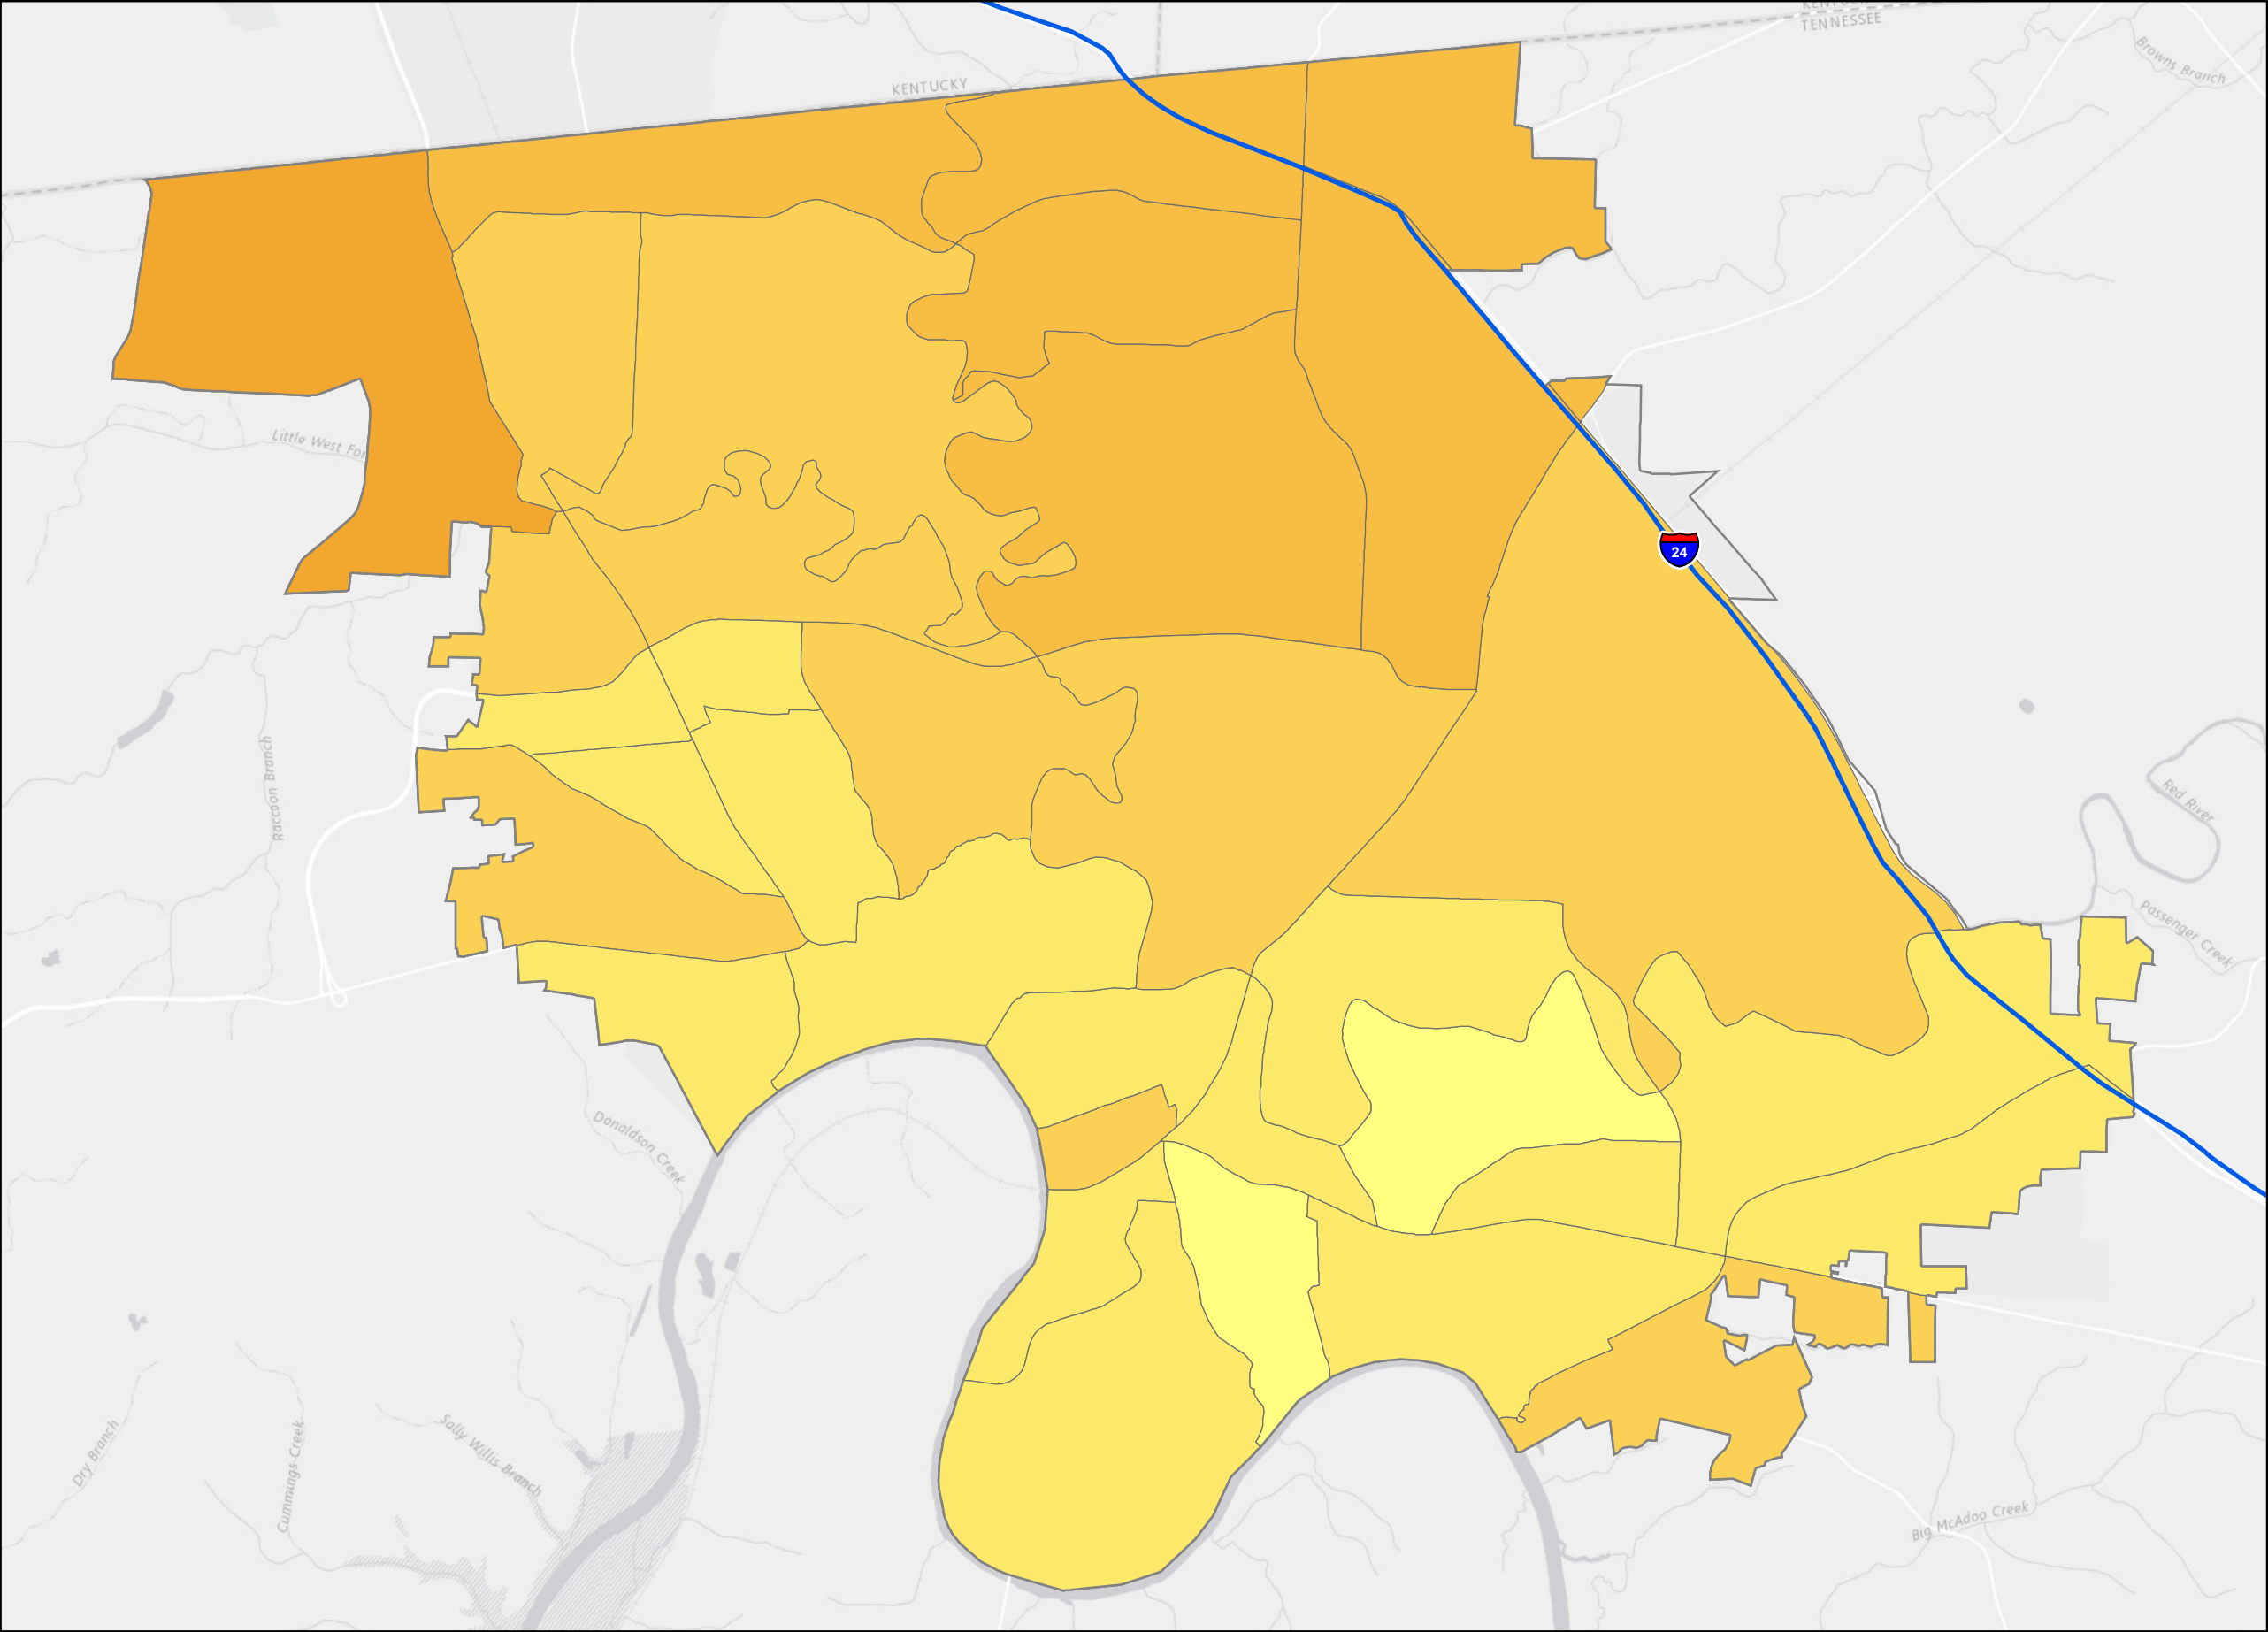 KENTUCKY
TENNESSEE
Browns Branch
KENTUCKY
Little West For
24
Red River
Raccoon Branch
Passenger Creek
Donaldson Creek
Sally Willis Branch
Dry Branch
Cummings Creek
Big McAdoo Creek